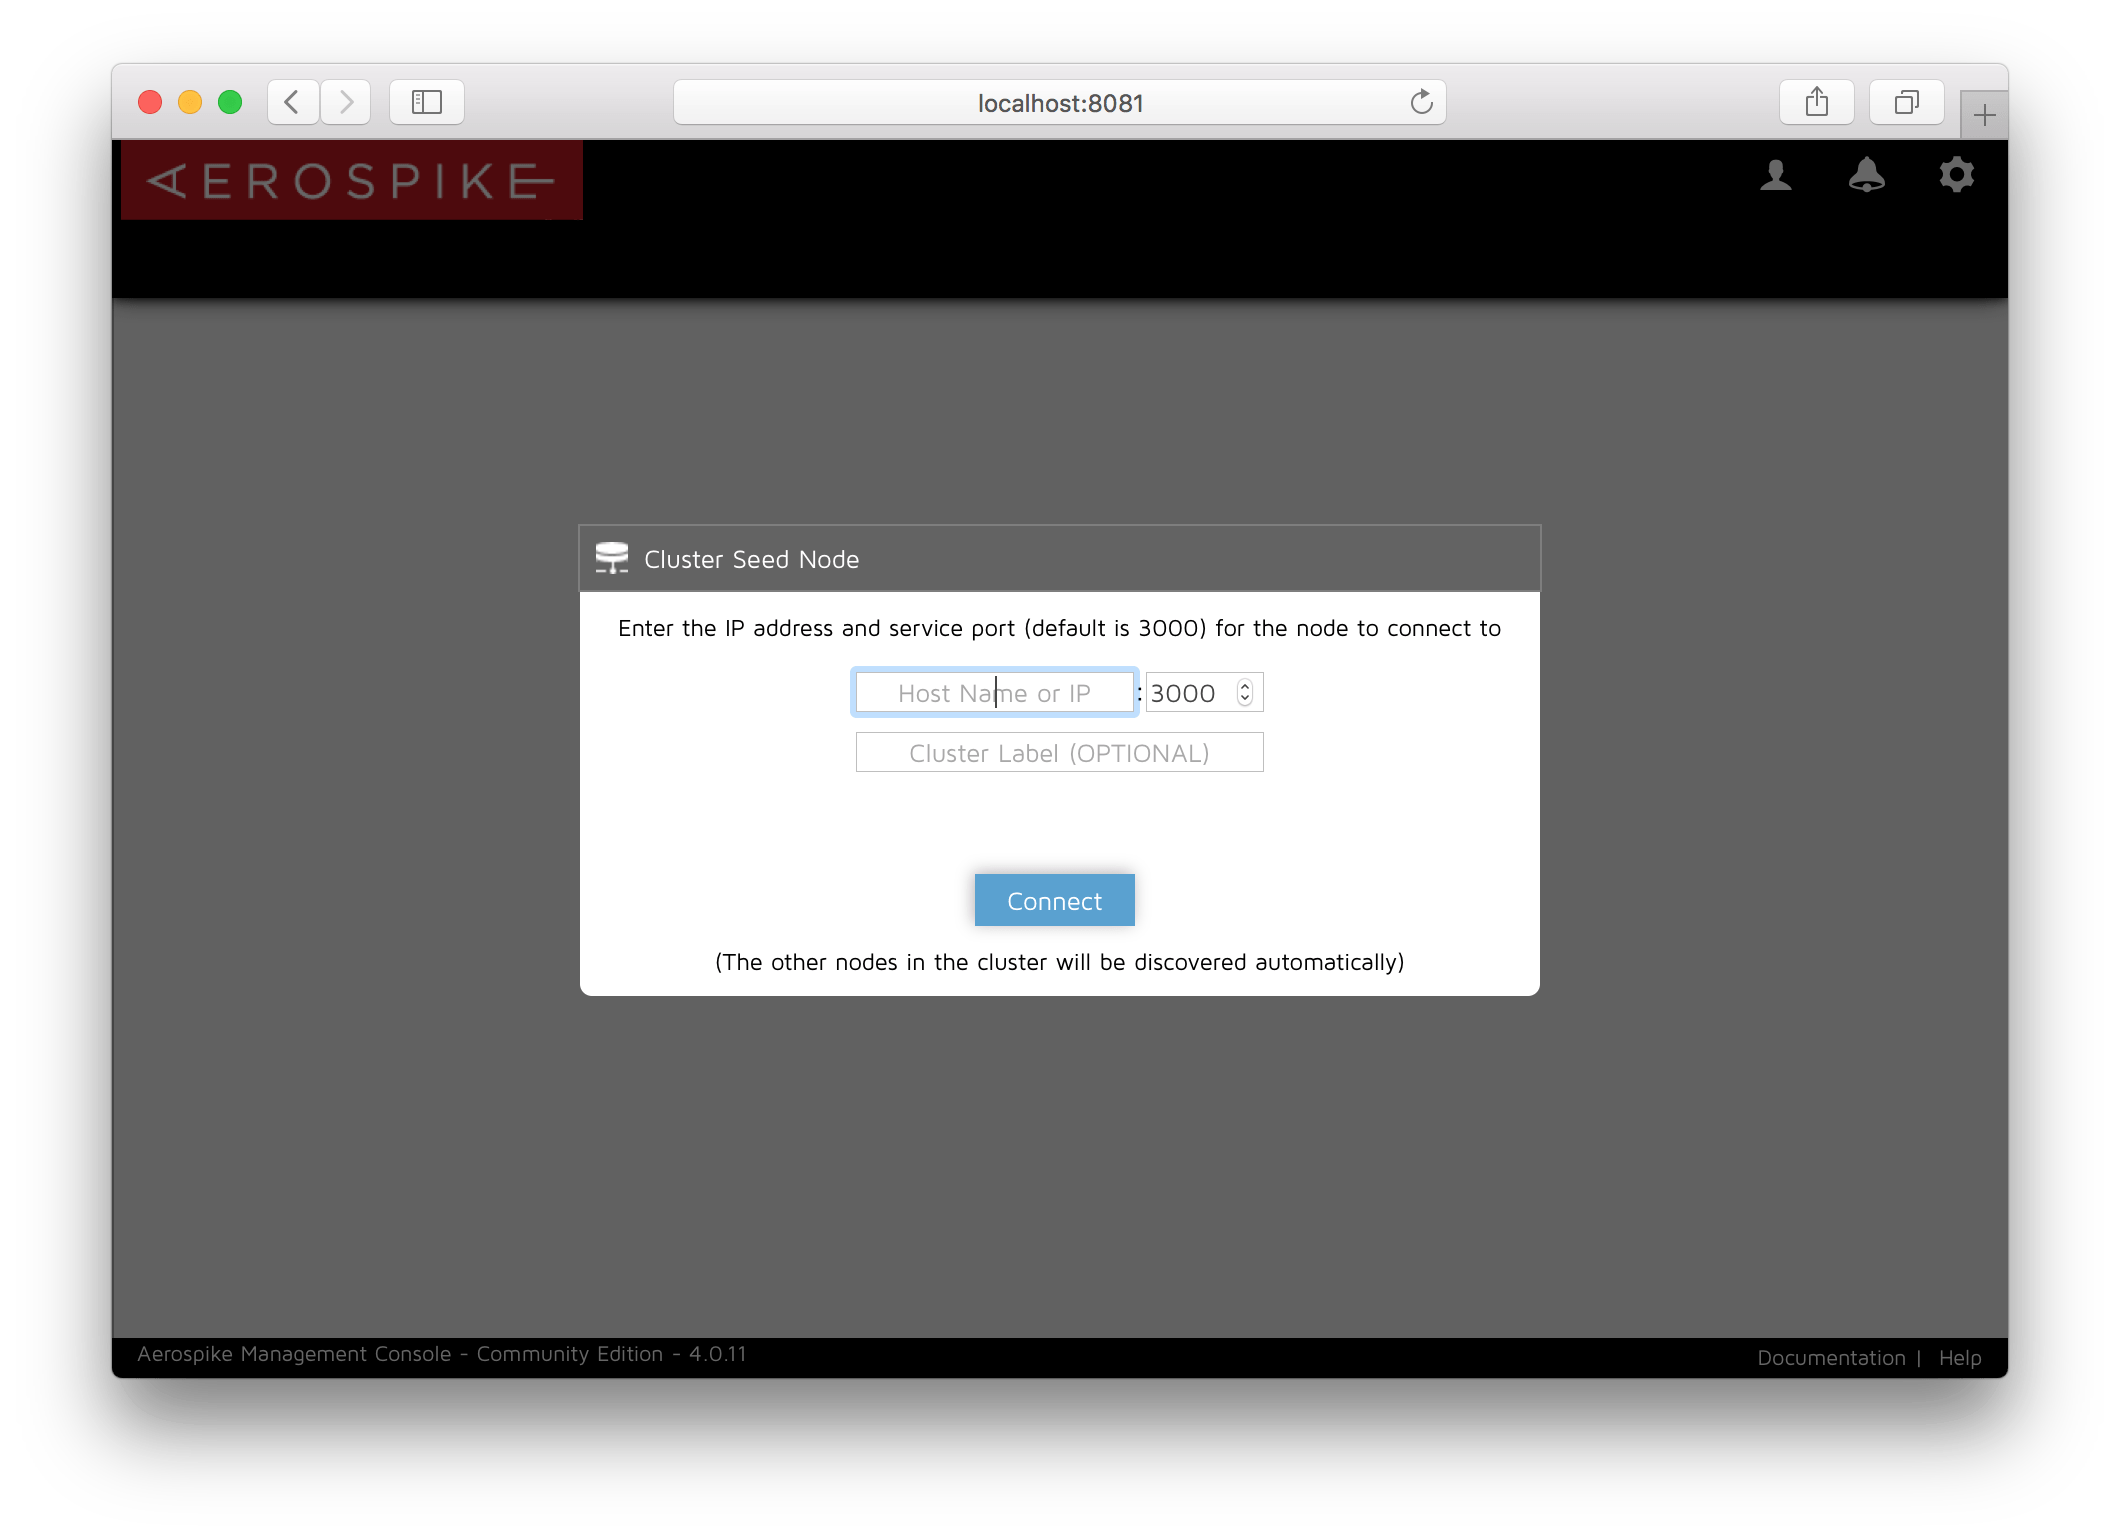 localhost:8081
AEROSPIKE
Cluster Seed Node
Enter the IP address and service port (default is 3000) for the node to connect to
Host Name or IP : 3000
Cluster Label (OPTIONAL)
Connect
(The other nodes in the cluster will be discovered automatically)
Aerospike Management Console - Community Edition - 4.0.11
Documentation | Help